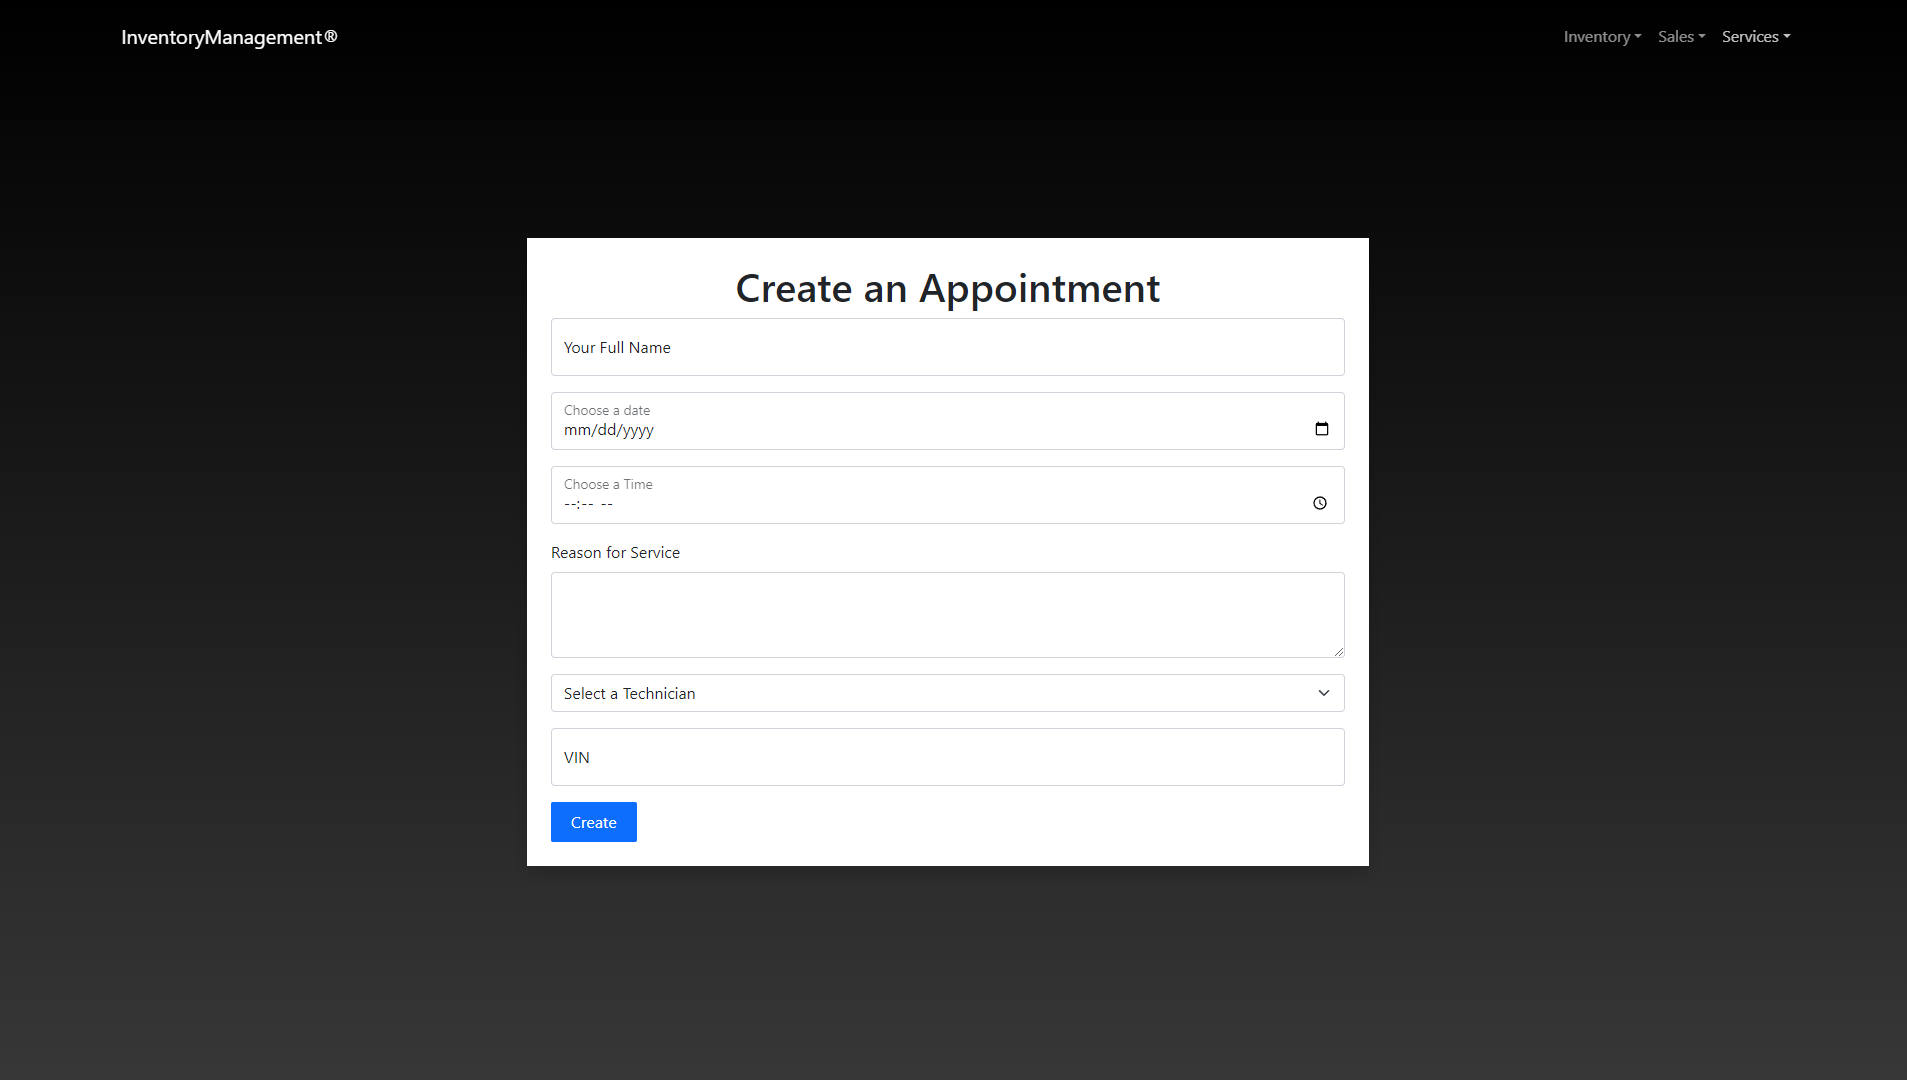 InventoryManagement®
Inventory Sales Services
Create an Appointment
Your Full Name
Choose a date
mm/dd/yyyy
Choose a Time
--:-- --
Reason for Service
Select a Technician
VIN
Create